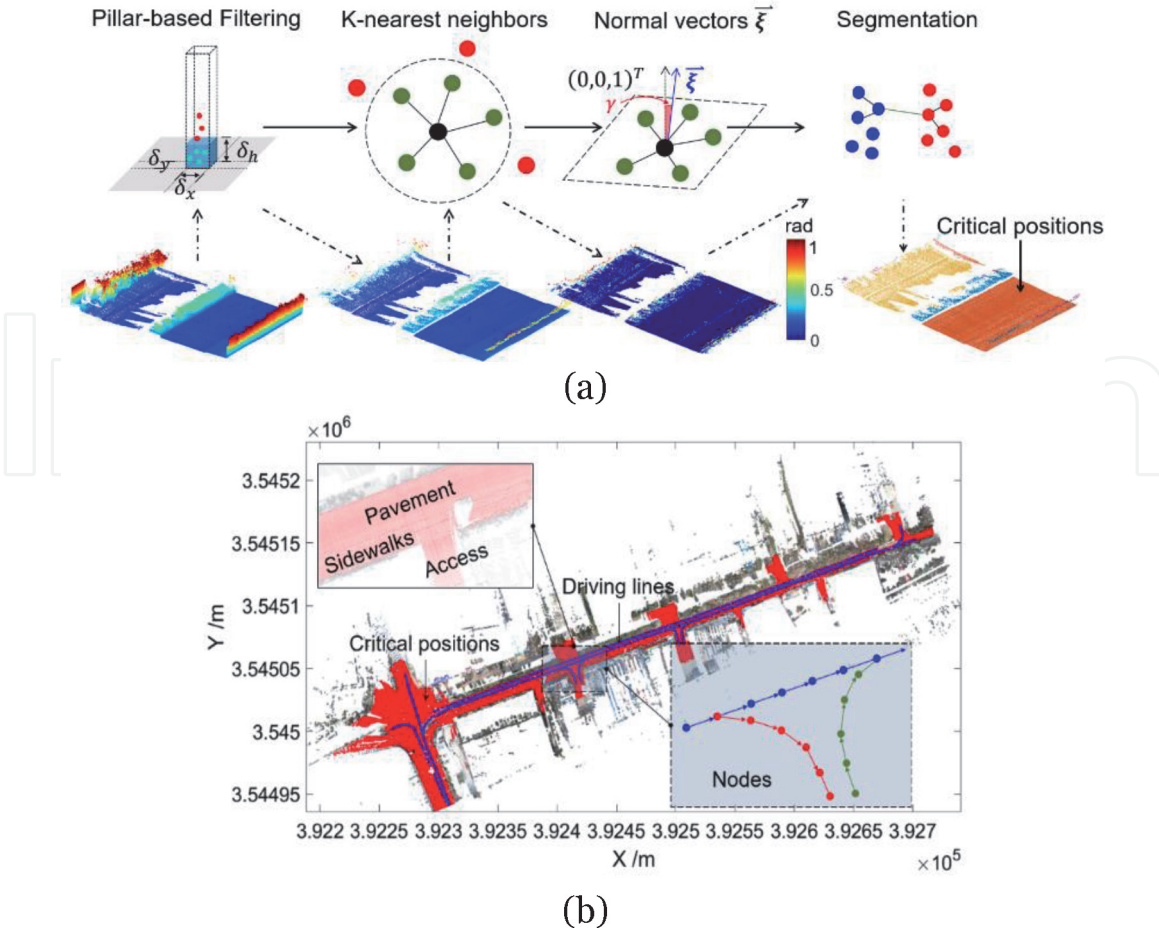 Pillar-based Filtering K-nearest neighbors Normal vectors ξ⃗ Segmentation
(0,0,1)ᵀ ξ⃗
γ
δₕ
δᵧ
δₓ
rad
1
0.5
0
Critical positions
(a)
×10⁶
3.5452
3.54515
3.5451
3.54505
3.545
3.54495
Y /m
Pavement
Sidewalks
Access
Driving lines
Critical positions
Nodes
3.922 3.9225 3.923 3.9235 3.924 3.9245 3.925 3.9255 3.926 3.9265 3.927
X /m
×10⁵
(b)